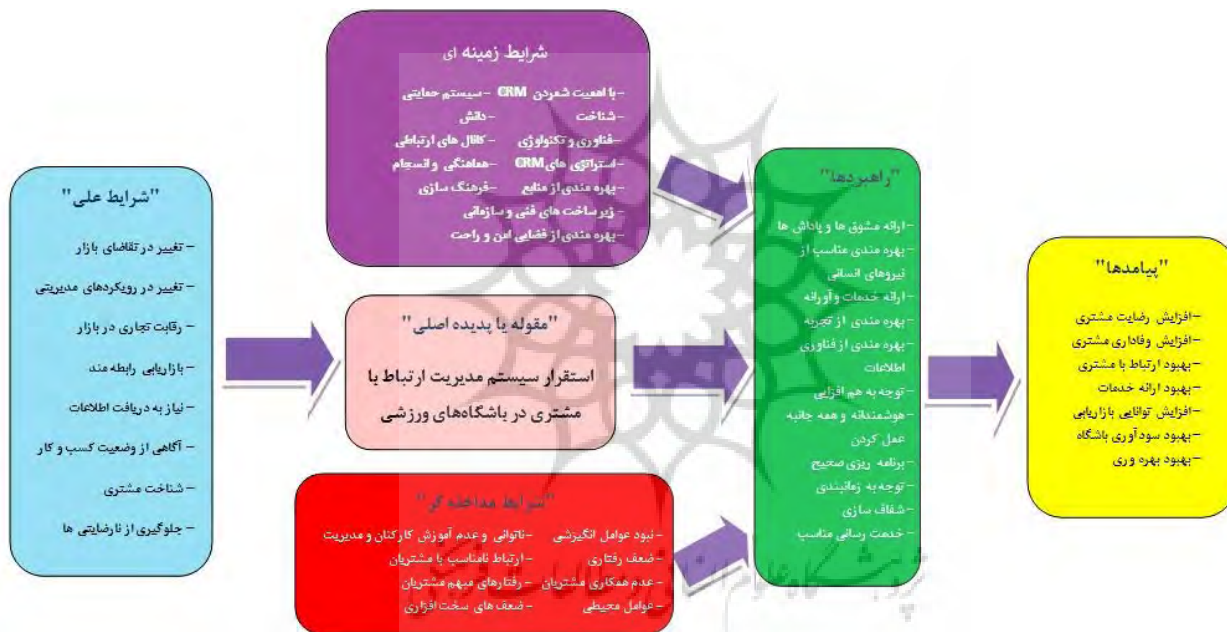 شرایط زمینه ای
-با اهمیت شمردن CRM -سیستم حمایتی
-شناخت -دانش
-فناوری و تکنولوژی -کانال های ارتباطی
-استراتژی های CRM -هماهنگی و انسجام
-بهره مندی از منابع -فرهنگ سازی
-زیر ساخت های فنی و سازمانی
-بهره مندی از فضایی امن و راحت
"شرایط علی"
-تغییر در تقاضای بازار
-تغییر در رویکردهای مدیریتی
-رقابت تجاری در بازار
-بازاریابی رابطه مند
-نیاز به دریافت اطلاعات
-آگاهی از وضعیت کسب و کار
-شناخت مشتری
-جلوگیری از نارضایتی ها
"مقوله یا پدیده اصلی"
استقرار سیستم مدیریت ارتباط با
مشتری در باشگاه‌های ورزشی
"شرایط مداخله گر"
-نبود عوامل انگیزشی -ناتوانی و عدم آموزش کارکنان و مدیریت
-ضعف رفتاری -ارتباط نامناسب با مشتریان
-عدم همکاری مشتریان -رفتارهای مبهم مشتریان
-عوامل محیطی -ضعف های سخت افزاری
"راهبردها"
-ارائه مشوق ها و پاداش ها
-بهره مندی مناسب از
نیروهای انسانی
-ارائه خدمات و آورانه
-بهره مندی از تجربه
-بهره مندی از فناوری
اطلاعات
-توجه به هم افزایی
-هوشمندانه و همه جانبه
عمل کردن
-برنامه ریزی صحیح
-توجه به زمانبندی
-شفاف سازی
-خدمت رسانی مناسب
"پیامدها"
-افزایش رضایت مشتری
-افزایش وفاداری مشتری
-بهبود ارتباط با مشتری
-بهبود ارائه خدمات
-افزایش توانایی بازاریابی
-بهبود سودآوری باشگاه
-بهبود بهره وری
پژوهشگاه علوم انسانی و مطالعات فرهنگی